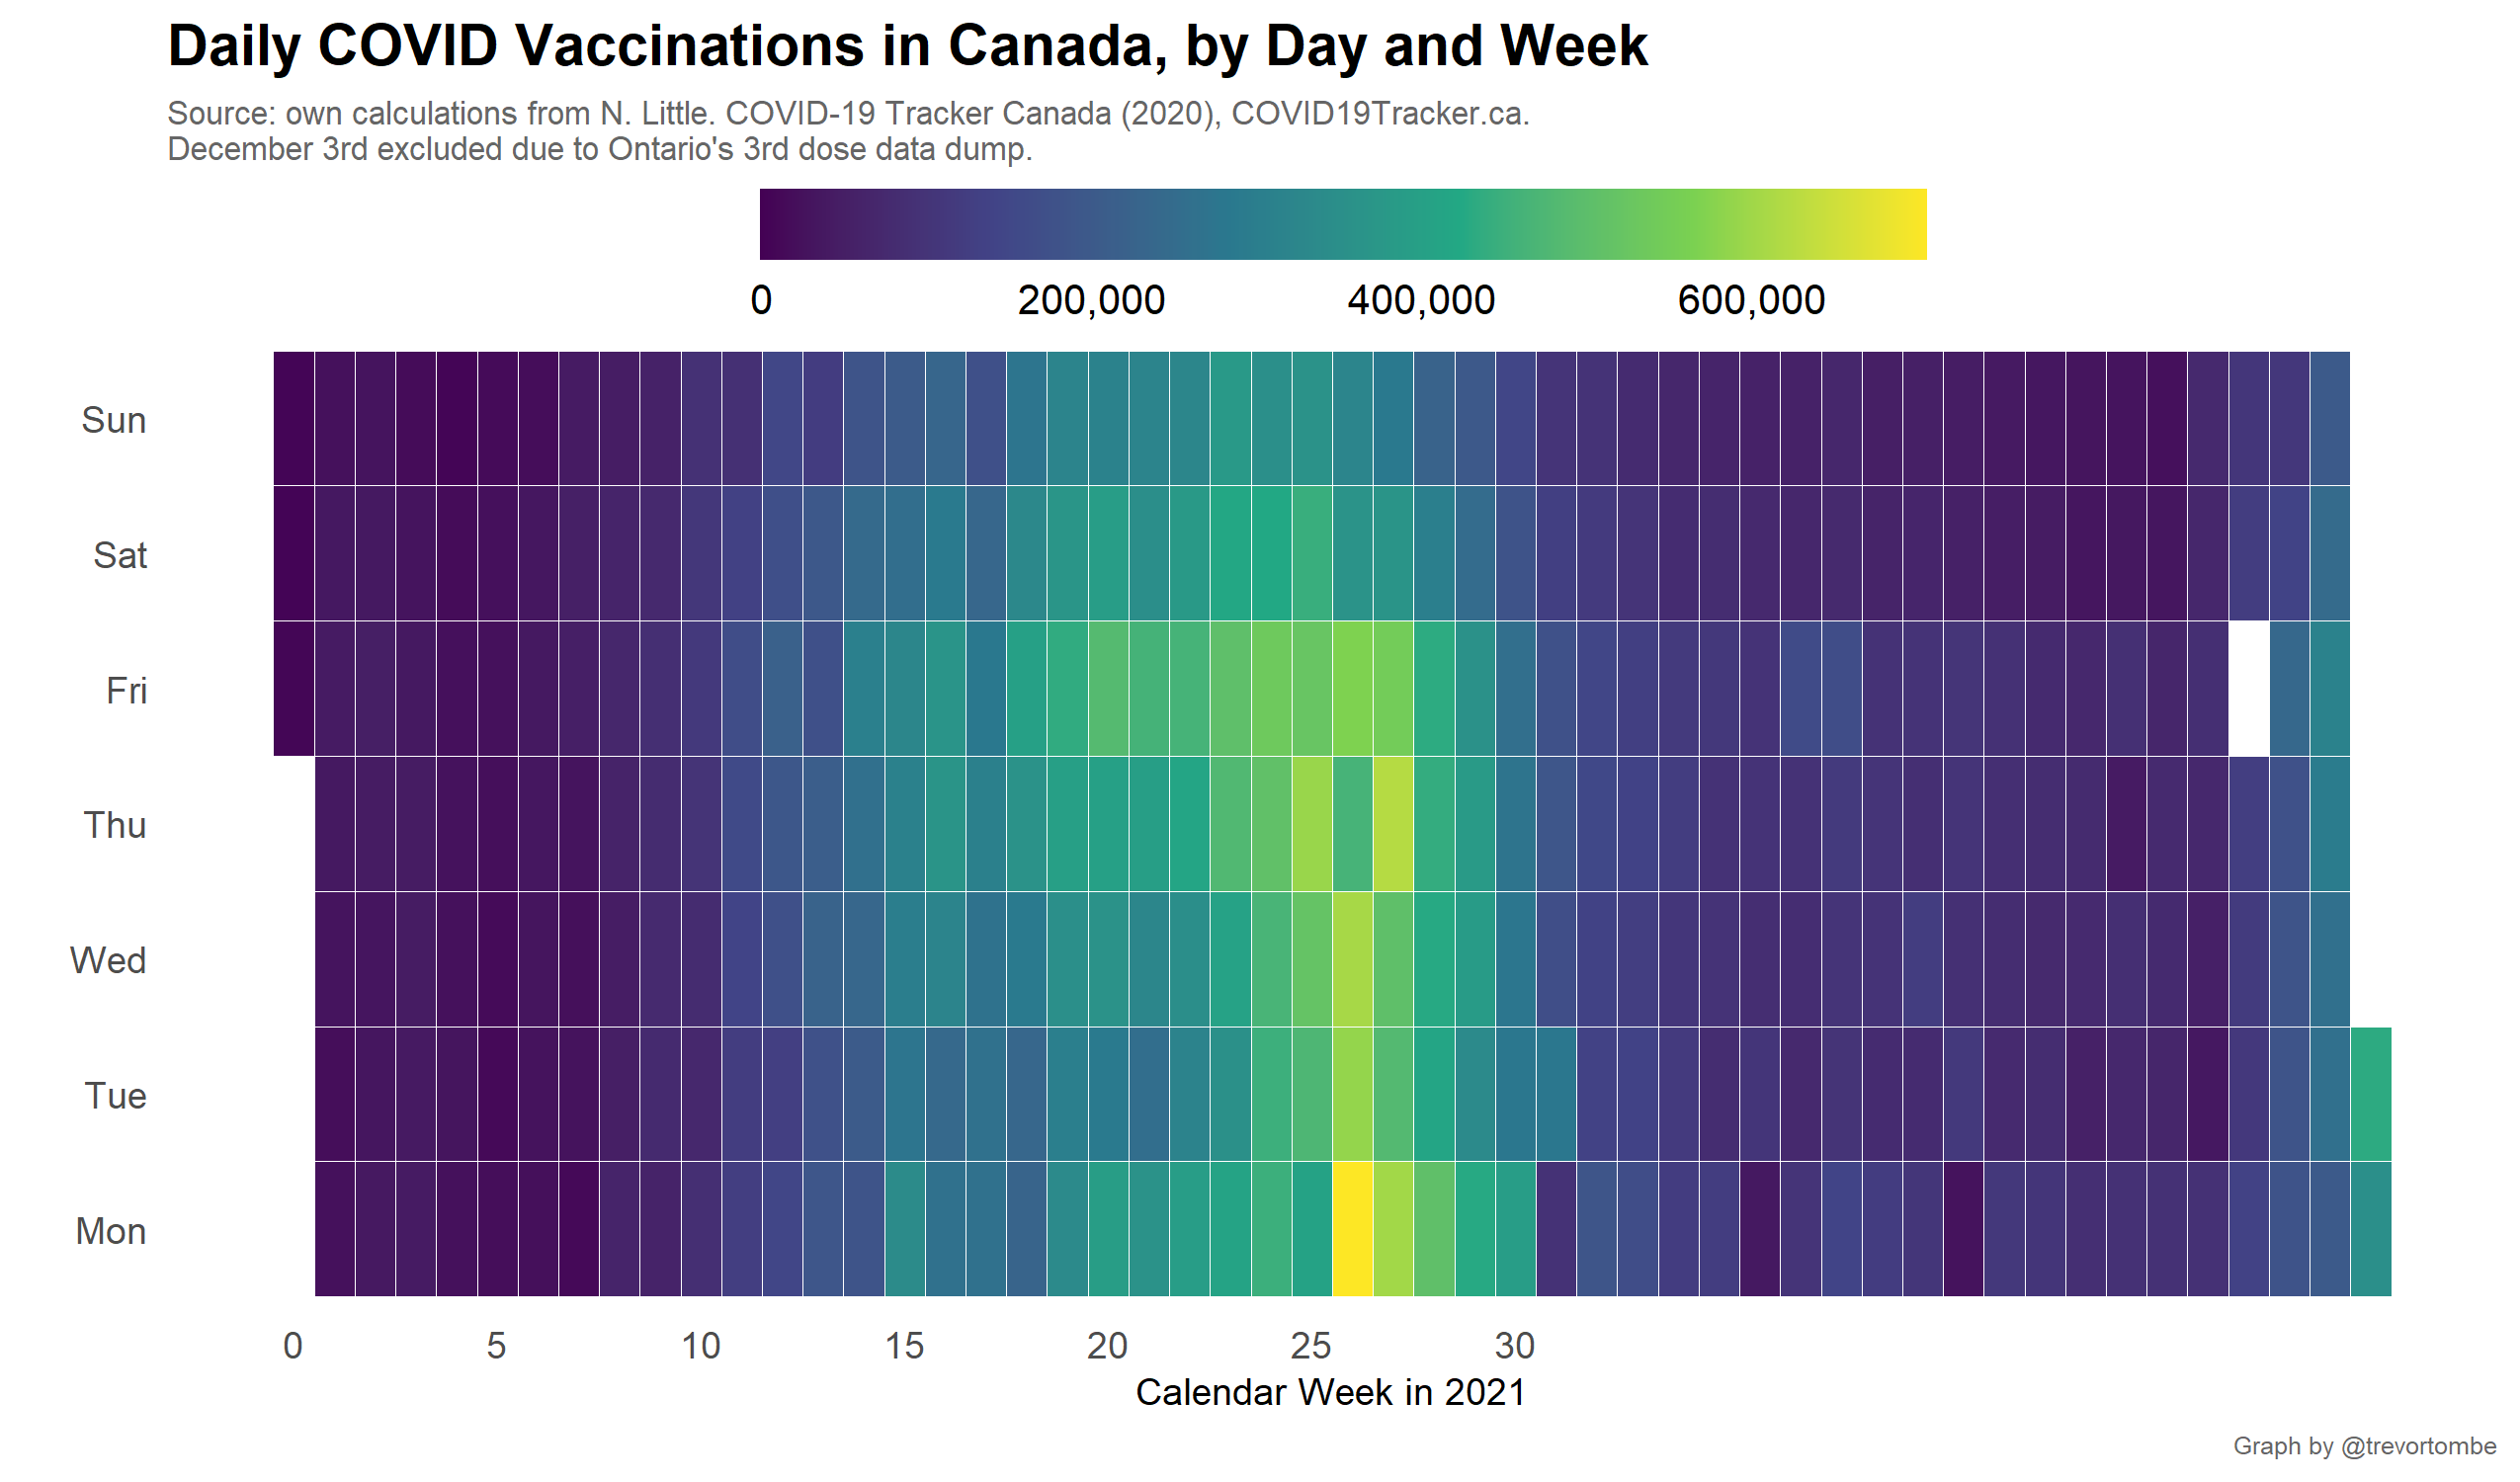 Daily COVID Vaccinations in Canada, by Day and Week
Source: own calculations from N. Little. COVID-19 Tracker Canada (2020), COVID19Tracker.ca.
December 3rd excluded due to Ontario's 3rd dose data dump.
0 200,000 400,000 600,000
Sun
Sat
Fri
Thu
Wed
Tue
Mon
0 5 10 15 20 25 30
Calendar Week in 2021
Graph by @trevortombe